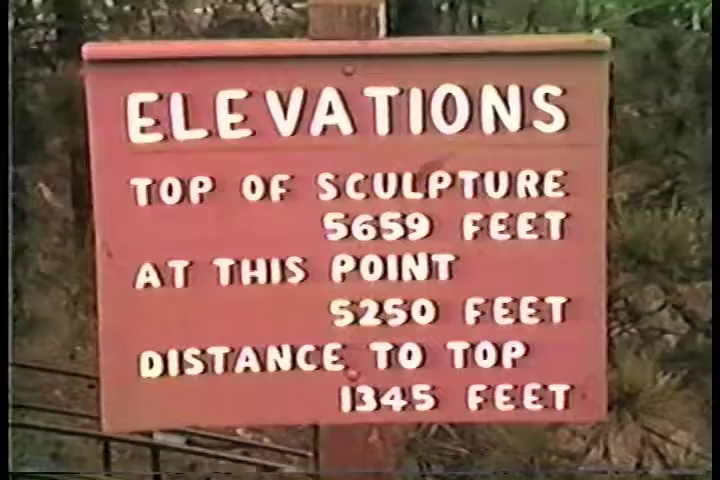 ELEVATIONS
TOP OF SCULPTURE
5659 FEET
AT THIS POINT
5250 FEET
DISTANCE TO TOP
1345 FEET